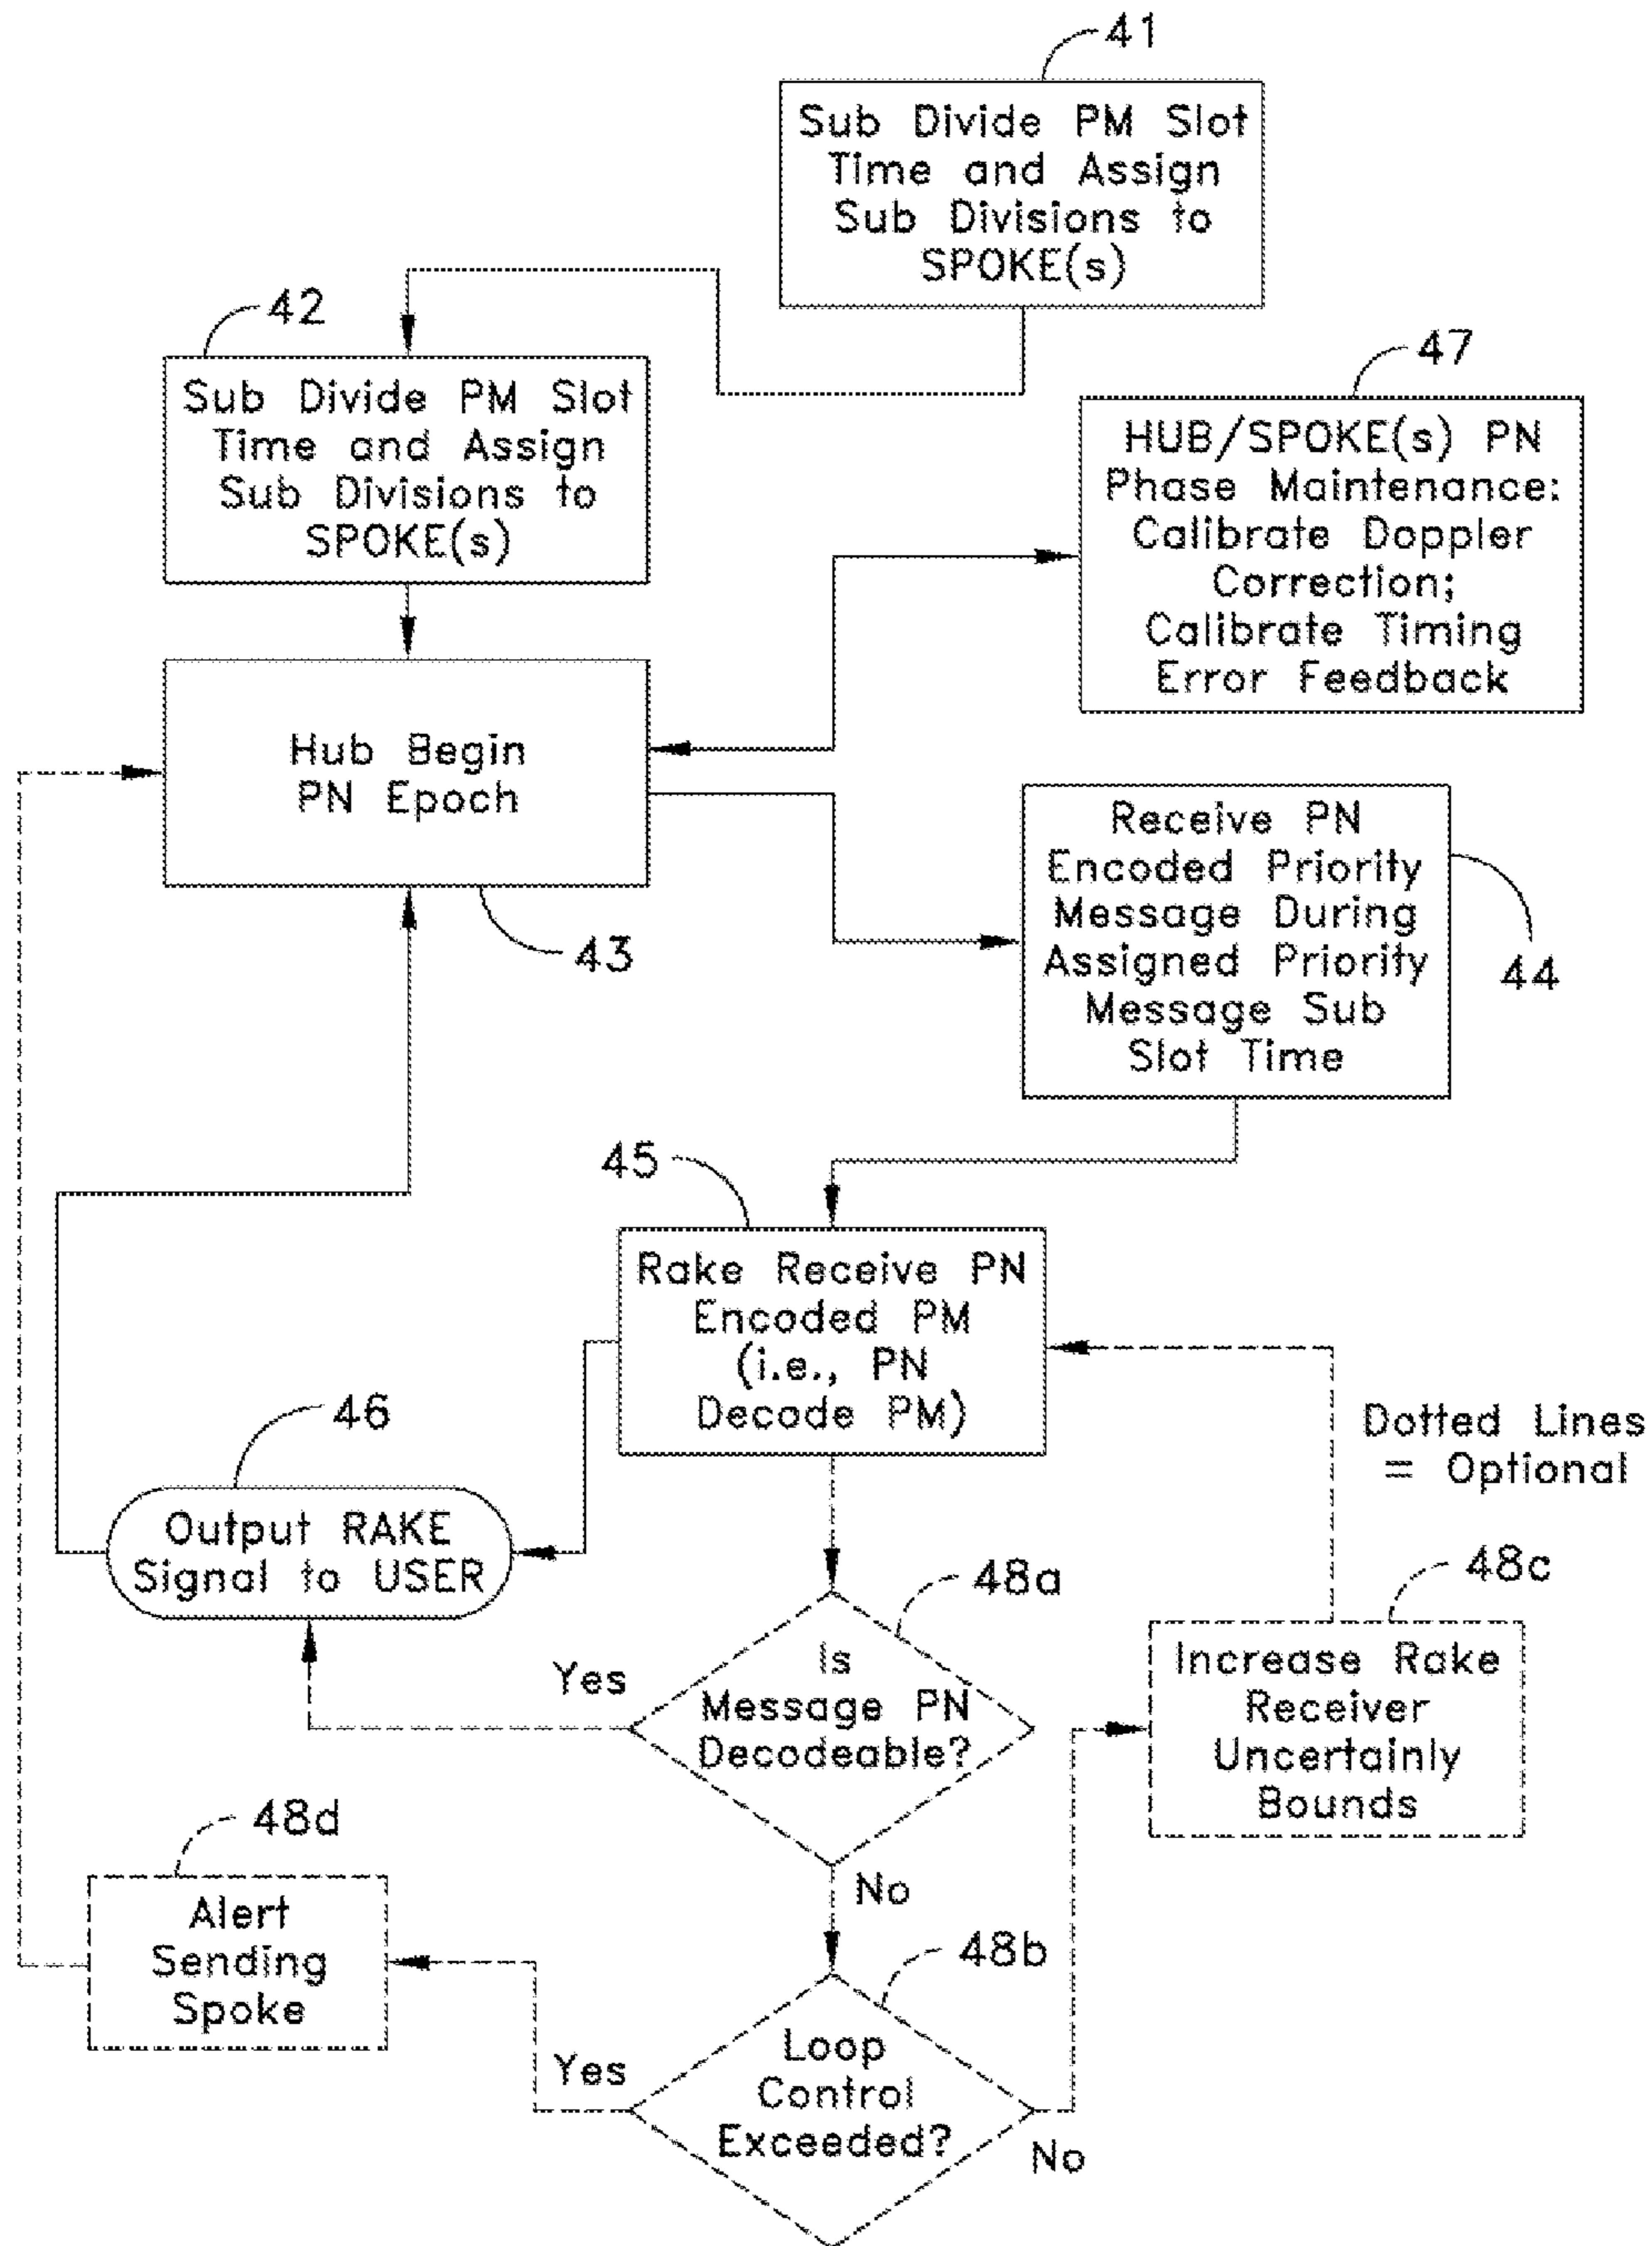 41
Sub Divide PM Slot
Time and Assign
Sub Divisions to
SPOKE(s)
42
Sub Divide PM Slot
Time and Assign
Sub Divisions to
SPOKE(s)
47
HUB/SPOKE(s) PN
Phase Maintenance:
Calibrate Doppler
Correction;
Calibrate Timing
Error Feedback
Hub Begin
PN Epoch
43
Receive PN
Encoded Priority
Message During
Assigned Priority
Message Sub
Slot Time
44
45
Rake Receive PN
Encoded PM
(i.e., PN
Decode PM)
46
Output RAKE
Signal to USER
Dotted Lines
= Optional
48a
Is
Message PN
Decodeable?
Yes
No
48c
Increase Rake
Receiver
Uncertainly
Bounds
48d
Alert
Sending
Spoke
48b
Loop
Control
Exceeded?
Yes
No